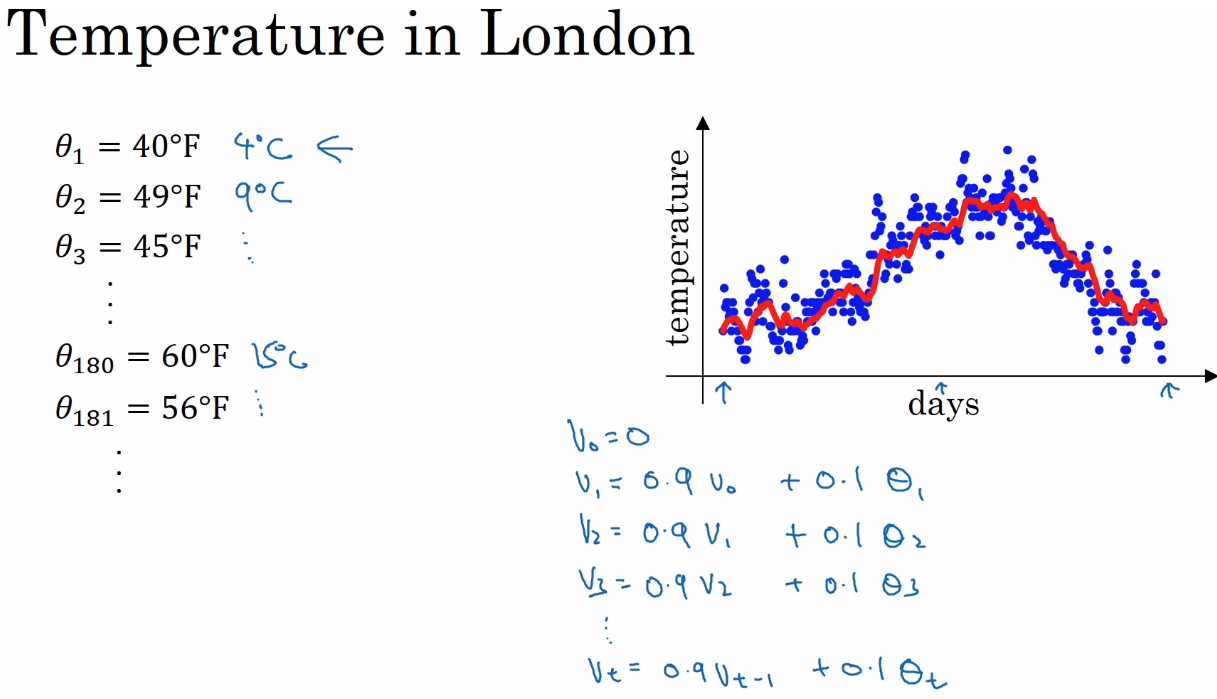 Temperature in London
θ₁ = 40°F 4°C ←
θ₂ = 49°F 9°C
θ₃ = 45°F ⋮
⋮
θ₁₈₀ = 60°F 15°C
θ₁₈₁ = 56°F ⋮
⋮
temperature
days
V₀ = 0
V₁ = 0.9 V₀ + 0.1 θ₁
V₂ = 0.9 V₁ + 0.1 θ₂
V₃ = 0.9 V₂ + 0.1 θ₃
⋮
Vₜ = 0.9 Vₜ₋₁ + 0.1 θₜ